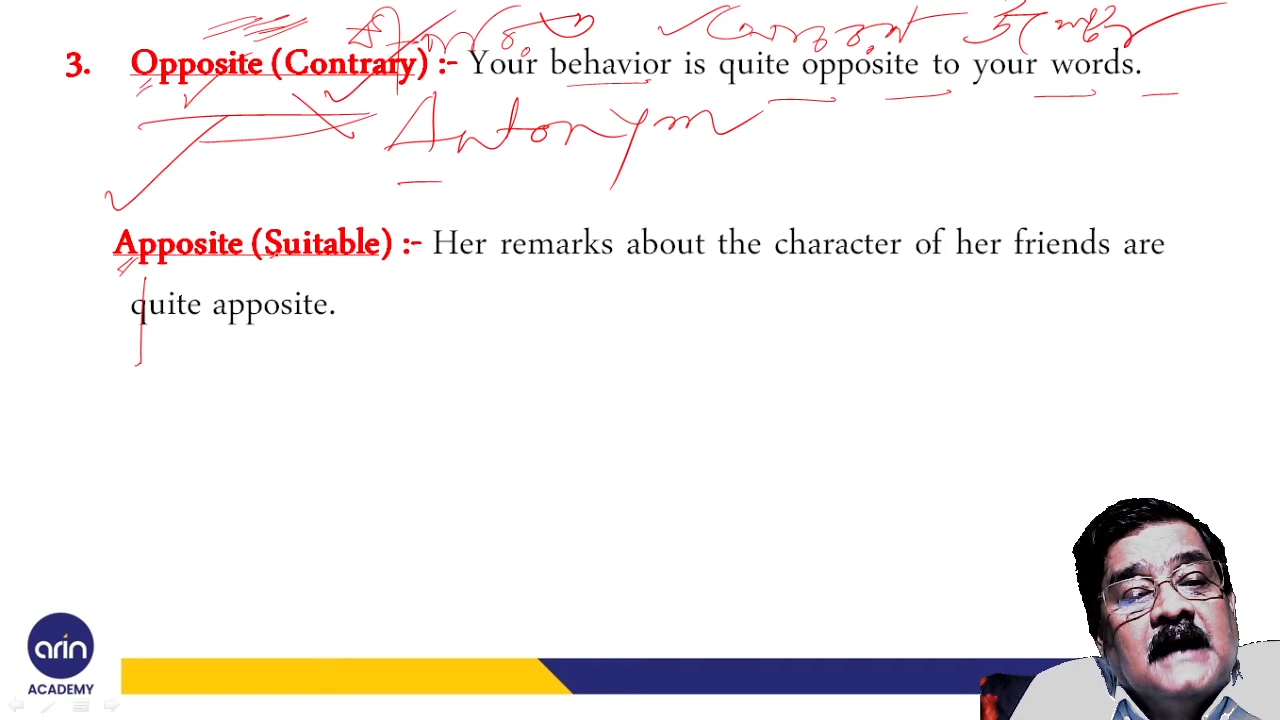 3. Opposite (Contrary) :- Your behavior is quite opposite to your words.
Antonym
Apposite (Suitable) :- Her remarks about the character of her friends are
quite apposite.
arin
ACADEMY